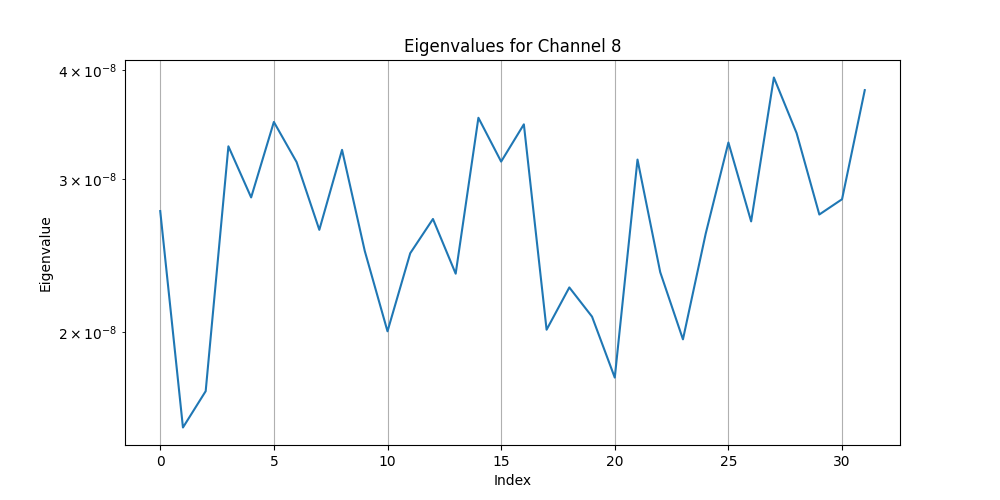 Eigenvalues for Channel 8
Eigenvalue
4 × 10⁻⁸
3 × 10⁻⁸
2 × 10⁻⁸
0 5 10 15 20 25 30
Index